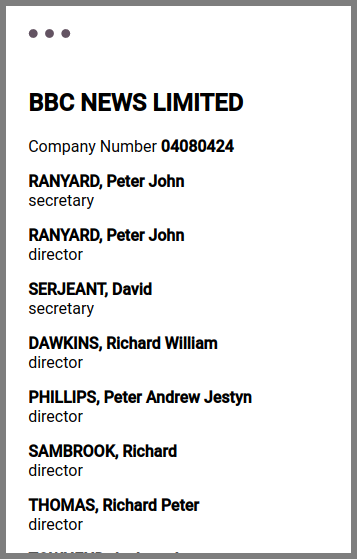 BBC NEWS LIMITED
Company Number 04080424
RANYARD, Peter John
secretary
RANYARD, Peter John
director
SERJEANT, David
secretary
DAWKINS, Richard William
director
PHILLIPS, Peter Andrew Jestyn
director
SAMBROOK, Richard
director
THOMAS, Richard Peter
director